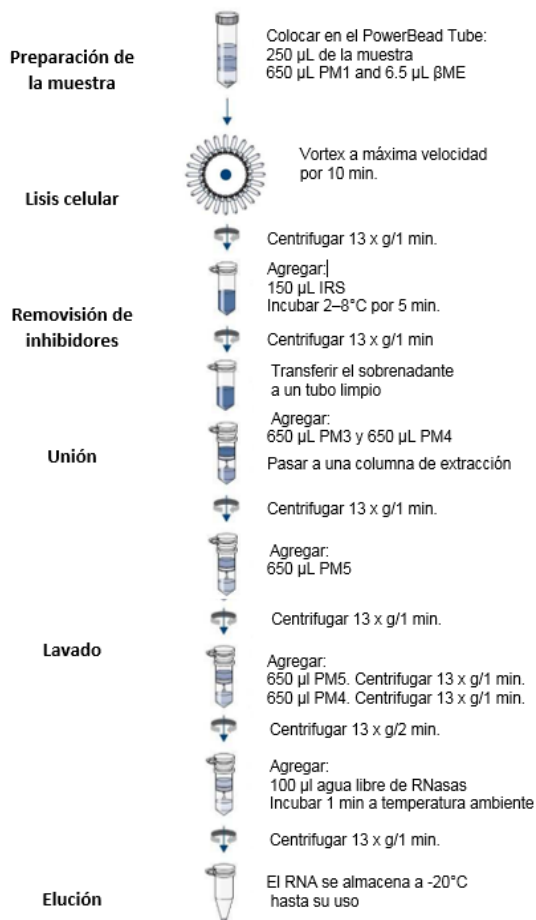 Preparación de
la muestra
Colocar en el PowerBead Tube:
250 µL de la muestra
650 µL PM1 and 6.5 µL βME
Lisis celular
Vortex a máxima velocidad
por 10 min.
Centrifugar 13 x g/1 min.
Removisión de
inhibidores
Agregar:
150 µL IRS
Incubar 2–8°C por 5 min.
Centrifugar 13 x g/1 min
Transferir el sobrenadante
a un tubo limpio
Unión
Agregar:
650 µL PM3 y 650 µL PM4
Pasar a una columna de extracción
Centrifugar 13 x g/1 min.
Agregar:
650 µL PM5
Centrifugar 13 x g/1 min.
Lavado
Agregar:
650 µl PM5. Centrifugar 13 x g/1 min.
650 µl PM4. Centrifugar 13 x g/1 min.
Centrifugar 13 x g/2 min.
Agregar:
100 µl agua libre de RNasas
Incubar 1 min a temperatura ambiente
Centrifugar 13 x g/1 min.
Elución
El RNA se almacena a -20°C
hasta su uso